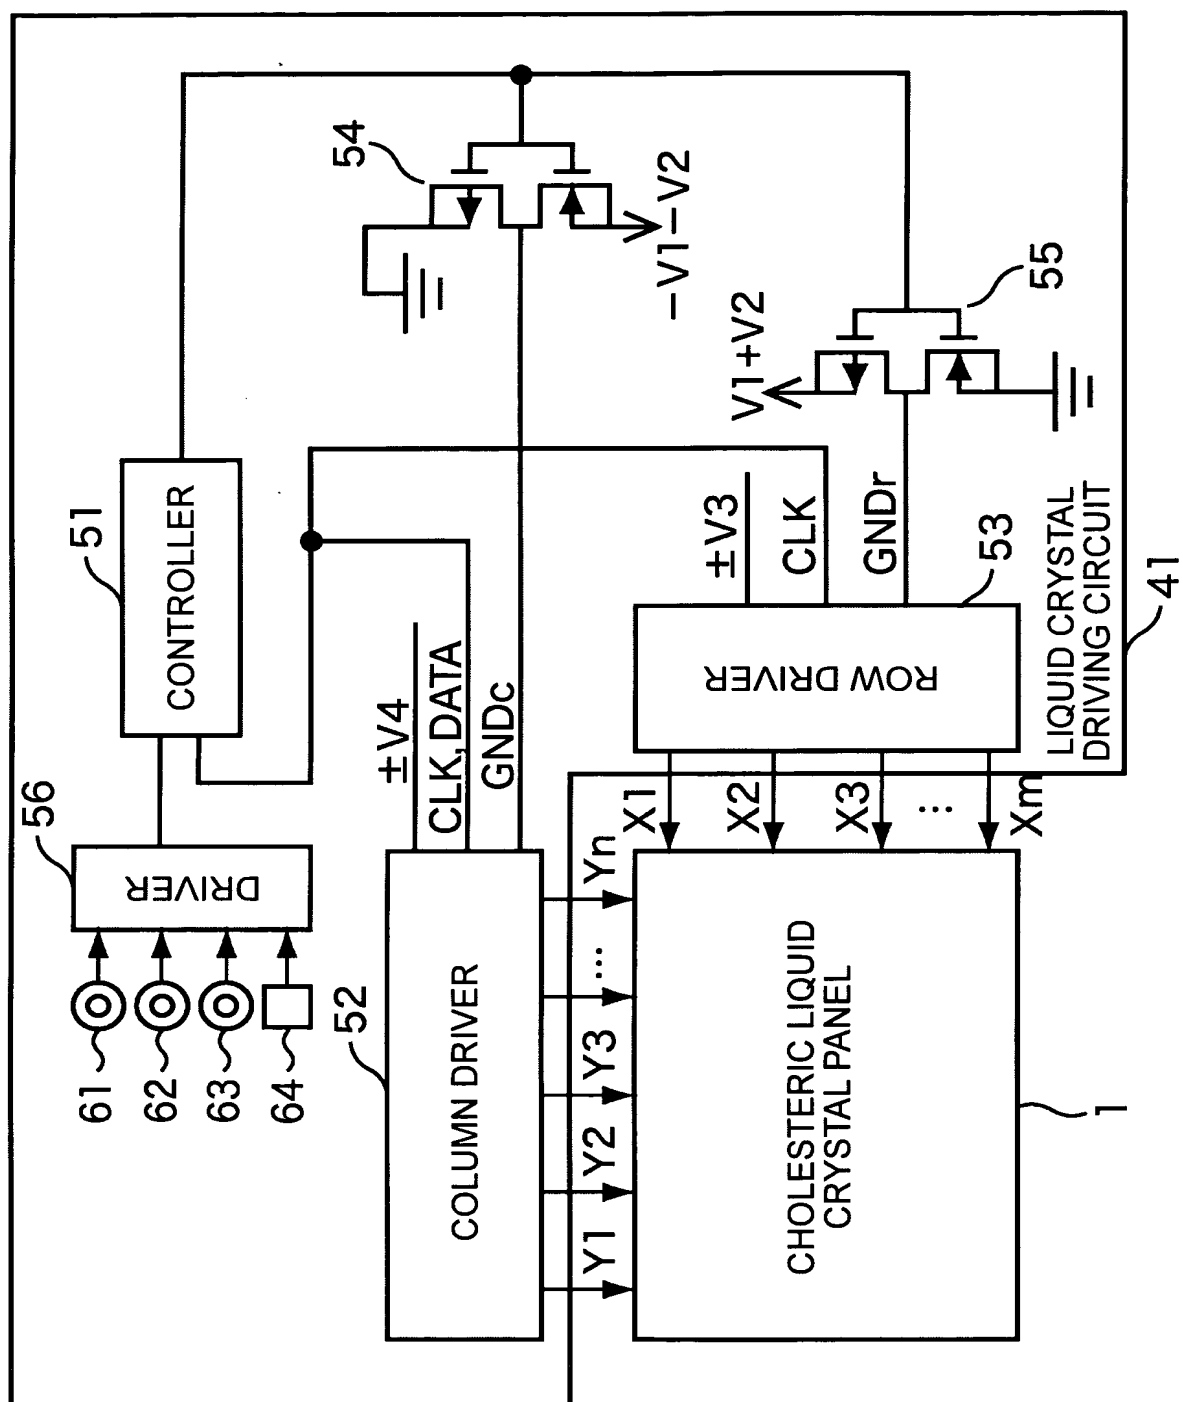 61
62
63
64
56
DRIVER
51
CONTROLLER
54
-V1-V2
52
COLUMN DRIVER
±V4
CLK,DATA
GNDc
Y1
Y2
Y3
...
Yn
V1+V2
55
±V3
CLK
GNDr
53
ROW DRIVER
X1
X2
X3
...
Xm
CHOLESTERIC LIQUID
CRYSTAL PANEL
1
LIQUID CRYSTAL
DRIVING CIRCUIT
41